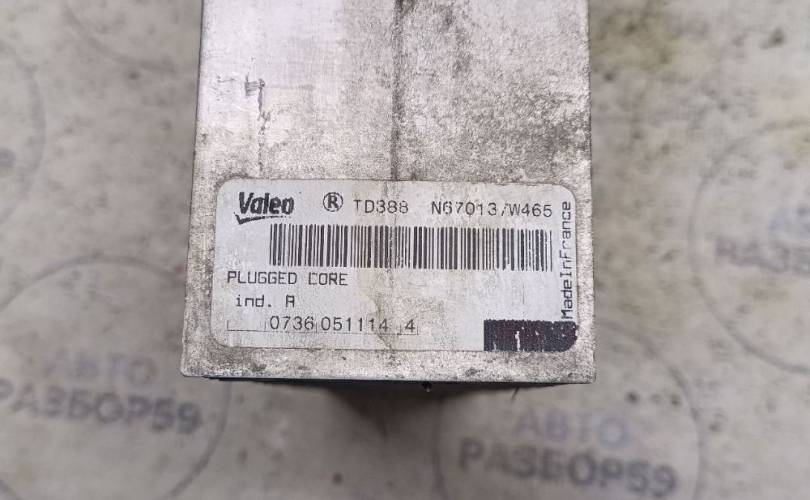 Valeo ® TD388 N67013/W465
PLUGGED CORE
ind. A
0736 051114 4
MadeInFrance
АВТО
РАЗБОР59
АВТО
РАЗБОР59